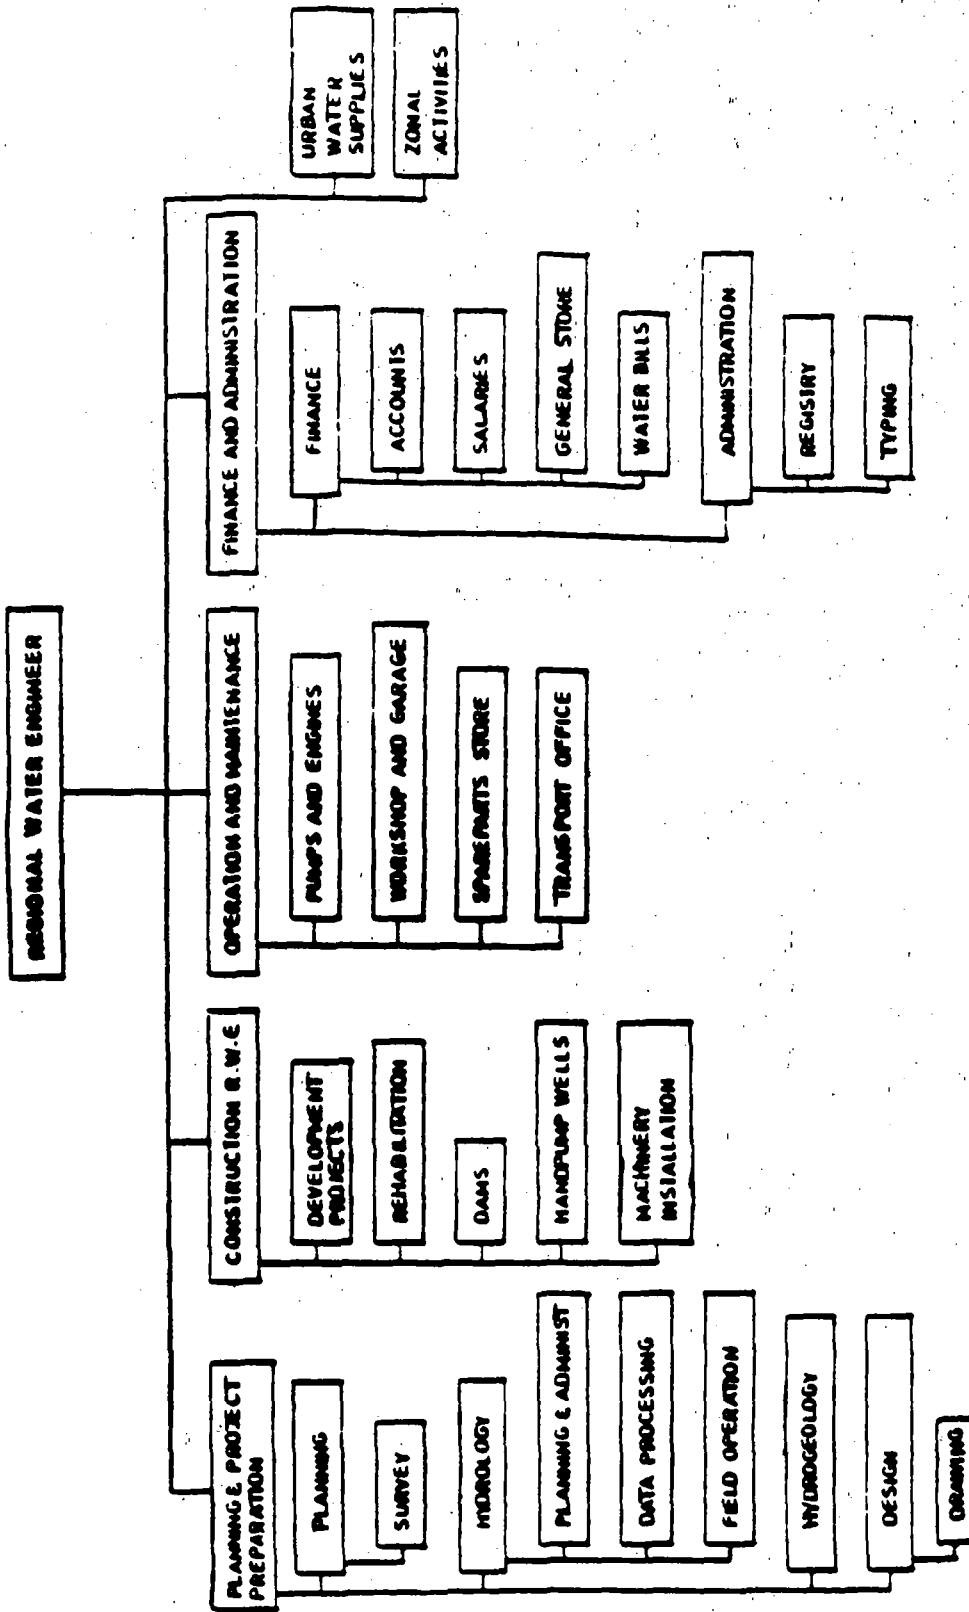 REGIONAL WATER ENGINEER
PLANNING & PROJECT
PREPARATION
PLANNING
SURVEY
HYDROLOGY
PLANNING & ADMINIST
DATA PROCESSING
FIELD OPERATION
HYDROGEOLOGY
DESIGN
DRAWING
CONSTRUCTION R.W.E
DEVELOPMENT
PROJECTS
REHABILITATION
DAMS
HANDPUMP WELLS
MACHINERY
INSTALLATION
OPERATION AND MAINTENANCE
PUMPS AND ENGINES
WORKSHOP AND GARAGE
SPAREPARTS STORE
TRANSPORT OFFICE
FINANCE AND ADMINISTRATION
FINANCE
ACCOUNTS
SALARIES
GENERAL STORE
WATER BILLS
ADMINISTRATION
REGISTRY
TYPING
URBAN
WATER
SUPPLIES
ZONAL
ACTIVITIES